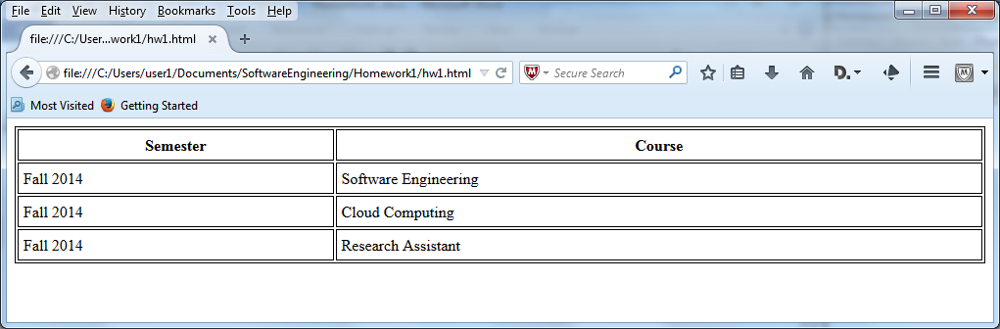 File Edit View History Bookmarks Tools Help
file:///C:/User...work1/hw1.html
file:///C:/Users/user1/Documents/SoftwareEngineering/Homework1/hw1.html Secure Search D.
Most Visited Getting Started
Semester Course
Fall 2014 Software Engineering
Fall 2014 Cloud Computing
Fall 2014 Research Assistant